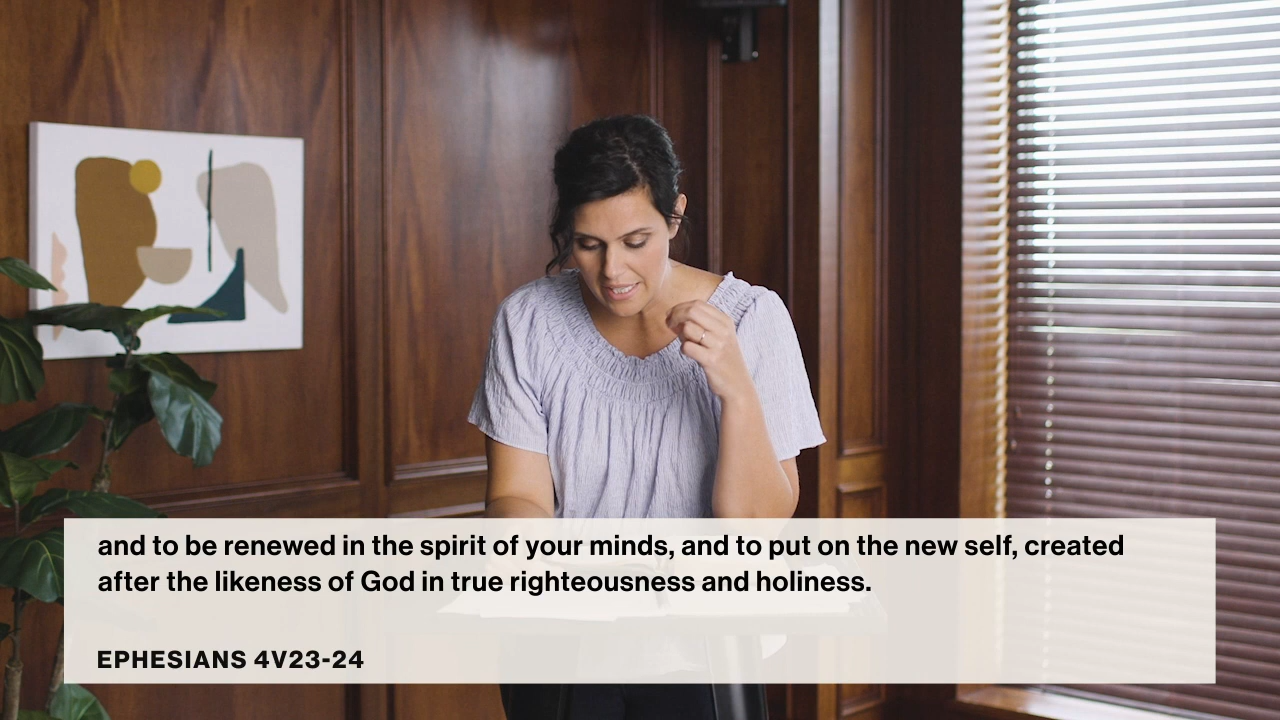 and to be renewed in the spirit of your minds, and to put on the new self, created
after the likeness of God in true righteousness and holiness.
EPHESIANS 4V23-24